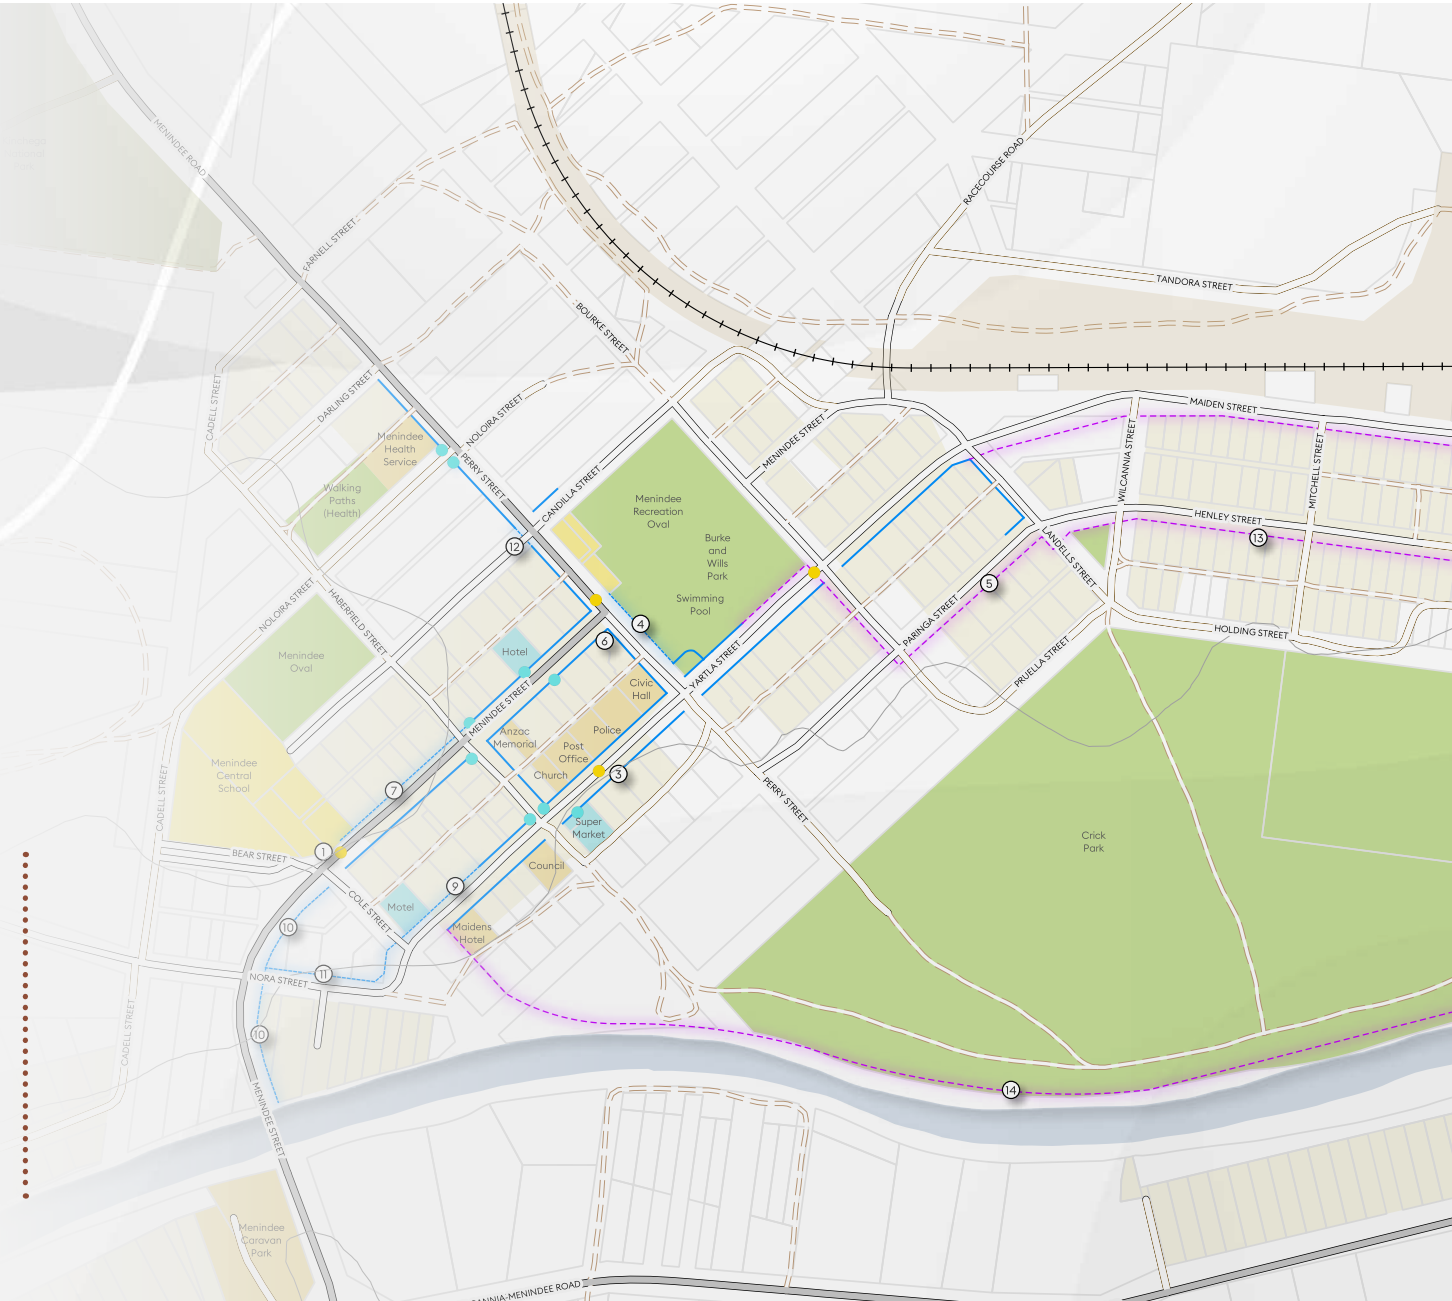 MENINDEE ROAD
RACECOURSE ROAD
FARNELL STREET
TANDORA STREET
BOURKE STREET
CADELL STREET
DARLING STREET
NOLOIRA STREET
MAIDEN STREET
Menindee
Health
Service
PERRY STREET
MENINDEE STREET
WILCANNIA STREET
MITCHELL STREET
Walking
Paths
(Health)
CANDILLA STREET
Menindee
Recreation
Oval
HENLEY STREET
13
12
Burke
and
Wills
Park
LANDELLS STREET
5
Swimming
Pool
NOLOIRA STREET
HABERFIELD STREET
4
6
PARINGA STREET
HOLDING STREET
Menindee
Oval
Hotel
YARTLA STREET
PRUELLA STREET
Civic
Hall
MENINDEE STREET
Anzac
Memorial
Police
Post
Office
Church
3
Menindee
Central
School
7
CADELL STREET
PERRY STREET
Super
Market
Crick
Park
1
BEAR STREET
Council
9
COLE STREET
Motel
10
Maidens
Hotel
11
NORA STREET
CADELL STREET
10
14
MENINDEE STREET
Menindee
Caravan
Park
ANNIA-MENINDEE ROAD